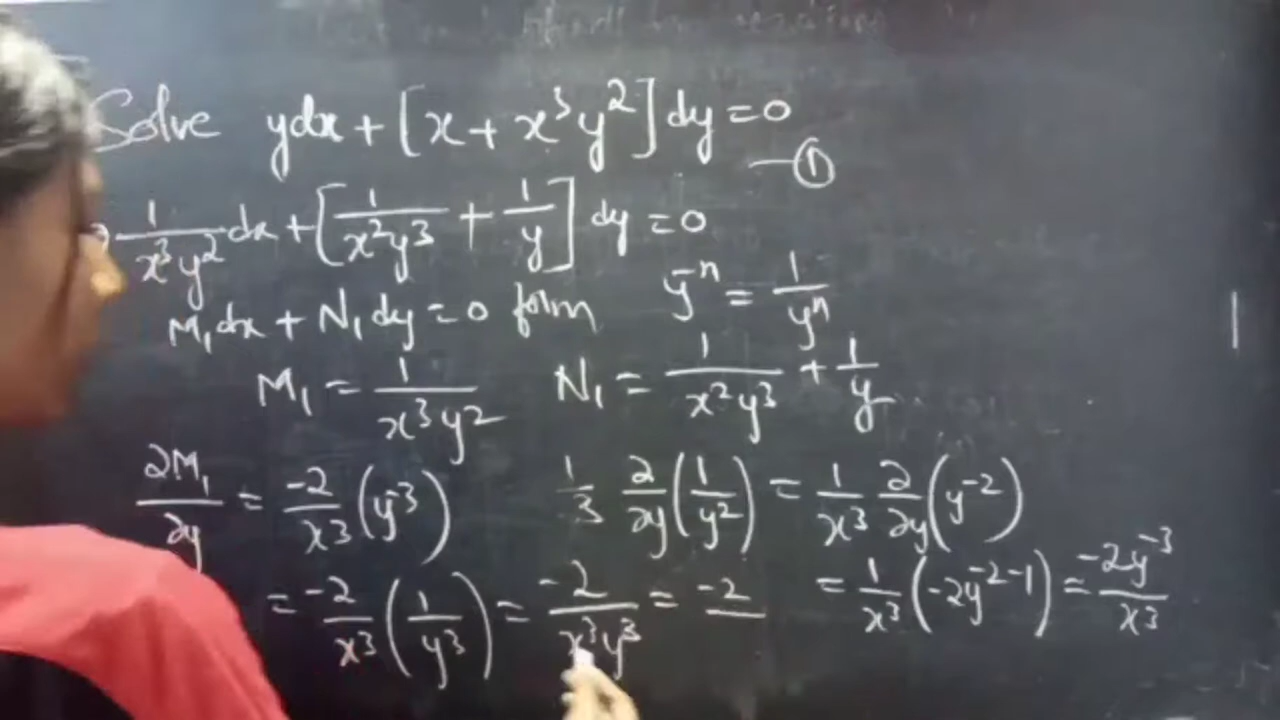 Solve ydx + [x + x³y²] dy = 0 —①
1/(x³y²) dx + [1/(x²y³) + 1/y] dy = 0
M₁dx + N₁dy = 0 form y⁻ⁿ = 1/yⁿ
M₁ = 1/(x³y²) N₁ = 1/(x²y³) + 1/y
∂M₁/∂y = -2/x³ (y⁻³) 1/3 ∂/∂y (1/y²) = 1/x³ ∂/∂y (y⁻²)
= -2/x³ (1/y³) = -2/(x³y³) = -2 = 1/x³ (-2y⁻²⁻¹) = -2y⁻³/x³